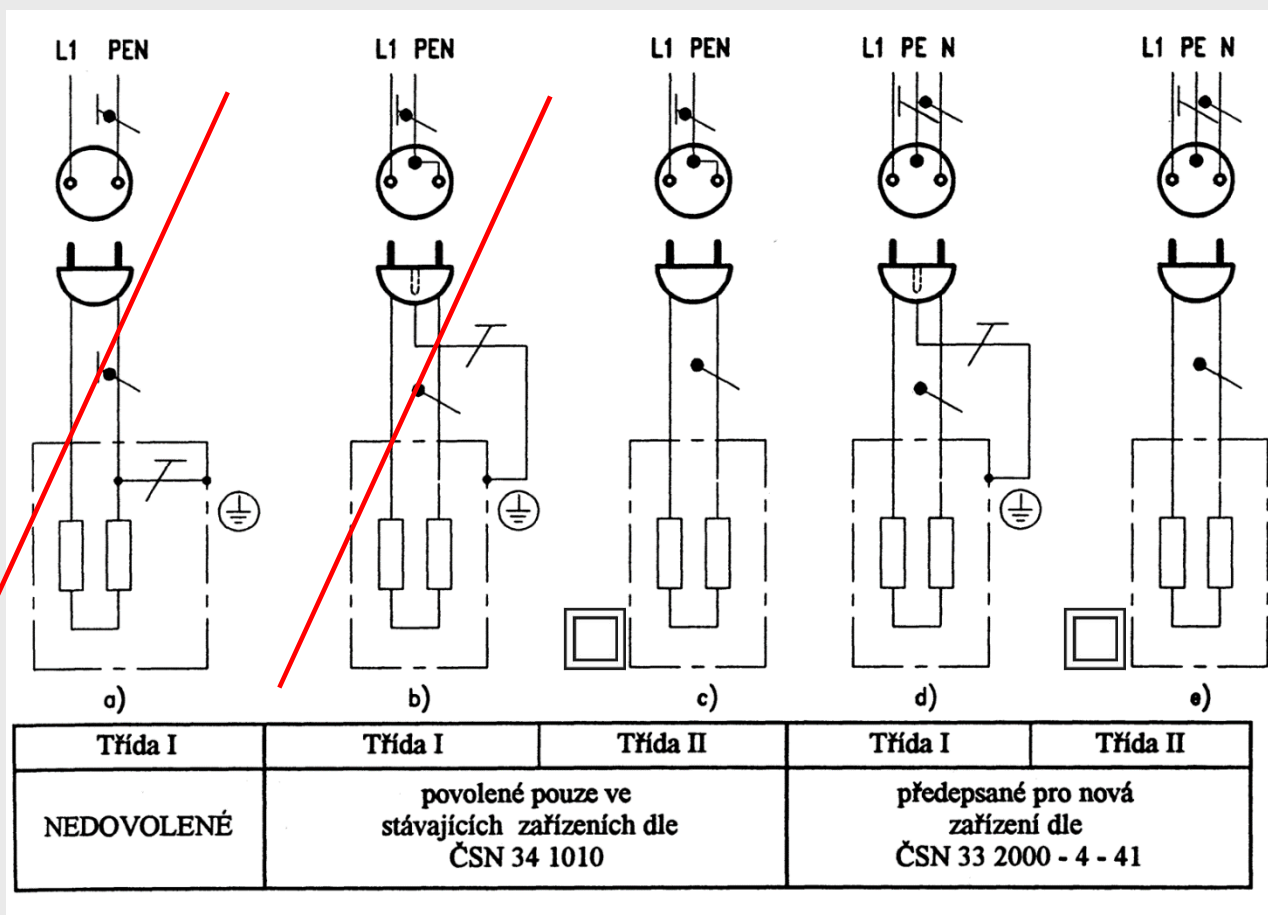 L1 PEN
L1 PEN
L1 PEN
L1 PE N
L1 PE N
a)
b)
c)
d)
e)
Třída I
Třída I
Třída II
Třída I
Třída II
NEDOVOLENÉ
povolené pouze ve
stávajících zařízeních dle
ČSN 34 1010
předepsané pro nová
zařízení dle
ČSN 33 2000 - 4 - 41